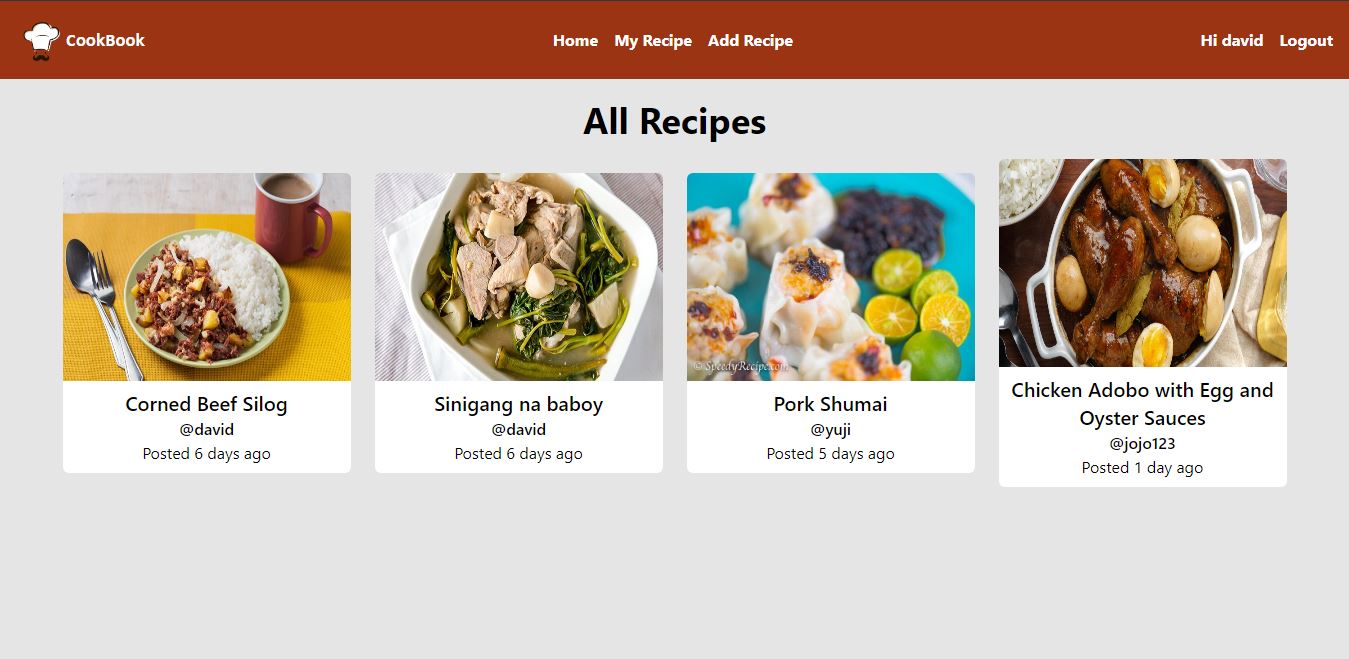 CookBook
Home My Recipe Add Recipe
Hi david Logout
All Recipes
© SpeedyRecipe.com
Corned Beef Silog
@david
Posted 6 days ago
Sinigang na baboy
@david
Posted 6 days ago
Pork Shumai
@yuji
Posted 5 days ago
Chicken Adobo with Egg and
Oyster Sauces
@jojo123
Posted 1 day ago